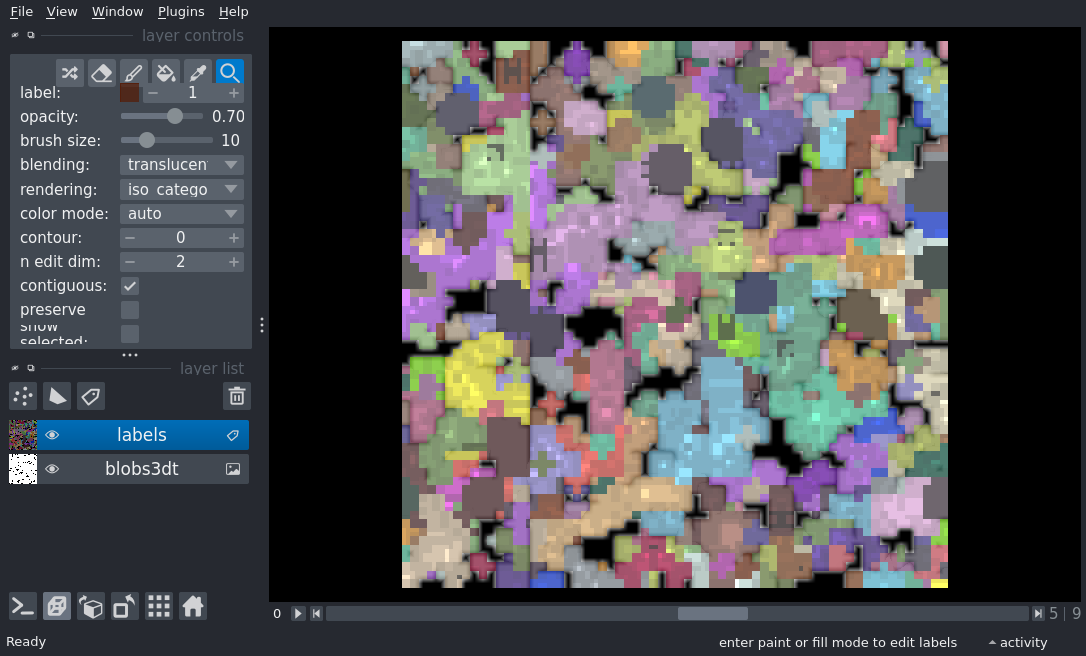 File View Window Plugins Help
layer controls
label: − 1 +
opacity: 0.70
brush size: 10
blending: translucen
rendering: iso_catego
color mode: auto
contour: − 0 +
n edit dim: − 2 +
contiguous:
preserve
show
selected:
layer list
labels
blobs3dt
0 5 | 9
Ready enter paint or fill mode to edit labels activity